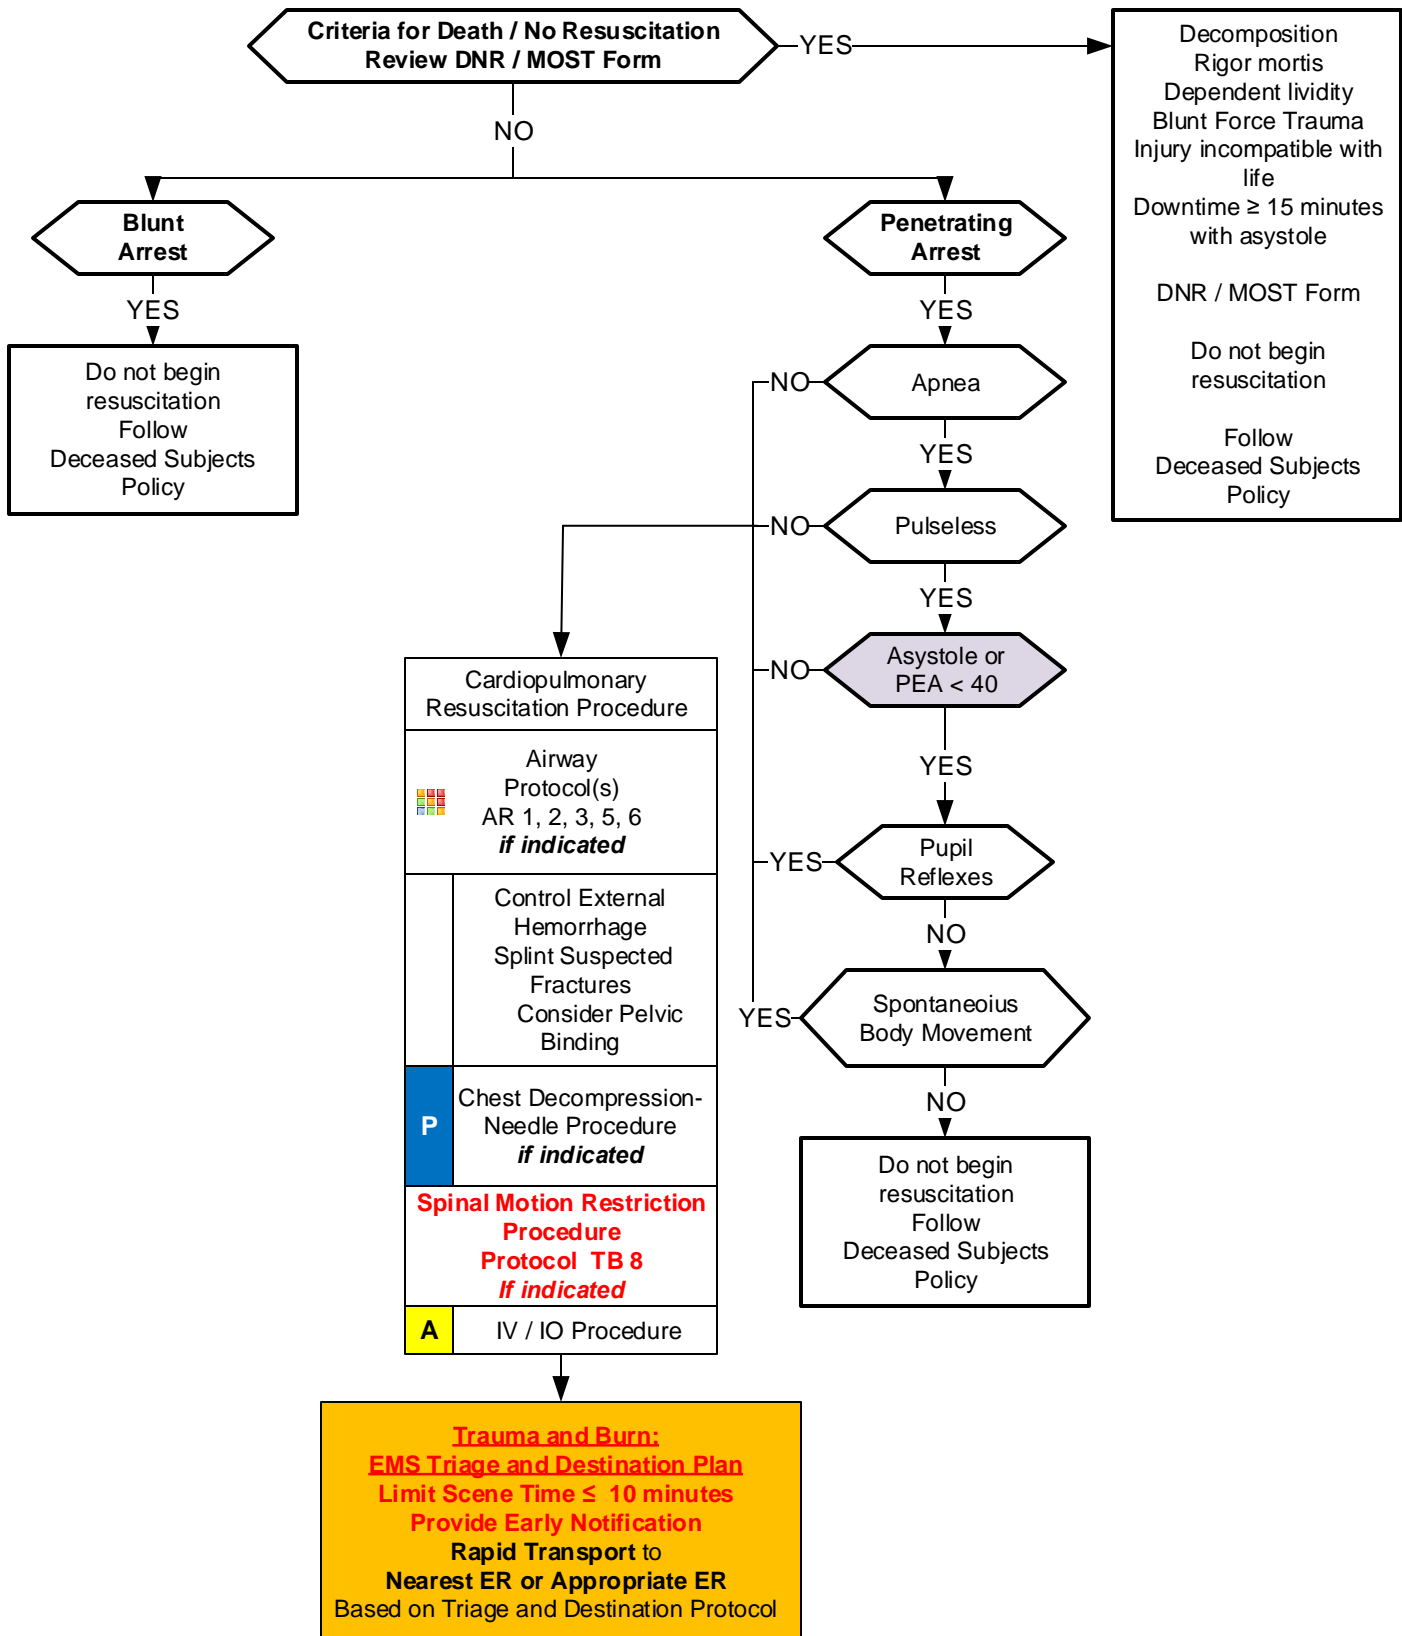 Criteria for Death / No Resuscitation
Review DNR / MOST Form
YES
Decomposition
Rigor mortis
Dependent lividity
Blunt Force Trauma
Injury incompatible with
life
Downtime ≥ 15 minutes
with asystole
DNR / MOST Form
Do not begin
resuscitation
Follow
Deceased Subjects
Policy
NO
Blunt
Arrest
YES
Do not begin
resuscitation
Follow
Deceased Subjects
Policy
Penetrating
Arrest
YES
NO
Apnea
YES
NO
Pulseless
YES
NO
Asystole or
PEA < 40
YES
YES
Pupil
Reflexes
NO
YES
Spontaneoius
Body Movement
NO
Do not begin
resuscitation
Follow
Deceased Subjects
Policy
Cardiopulmonary
Resuscitation Procedure
Airway
Protocol(s)
AR 1, 2, 3, 5, 6
if indicated
Control External
Hemorrhage
Splint Suspected
Fractures
Consider Pelvic
Binding
P
Chest Decompression-
Needle Procedure
if indicated
Spinal Motion Restriction
Procedure
Protocol TB 8
If indicated
A
IV / IO Procedure
Trauma and Burn:
EMS Triage and Destination Plan
Limit Scene Time ≤ 10 minutes
Provide Early Notification
Rapid Transport to
Nearest ER or Appropriate ER
Based on Triage and Destination Protocol